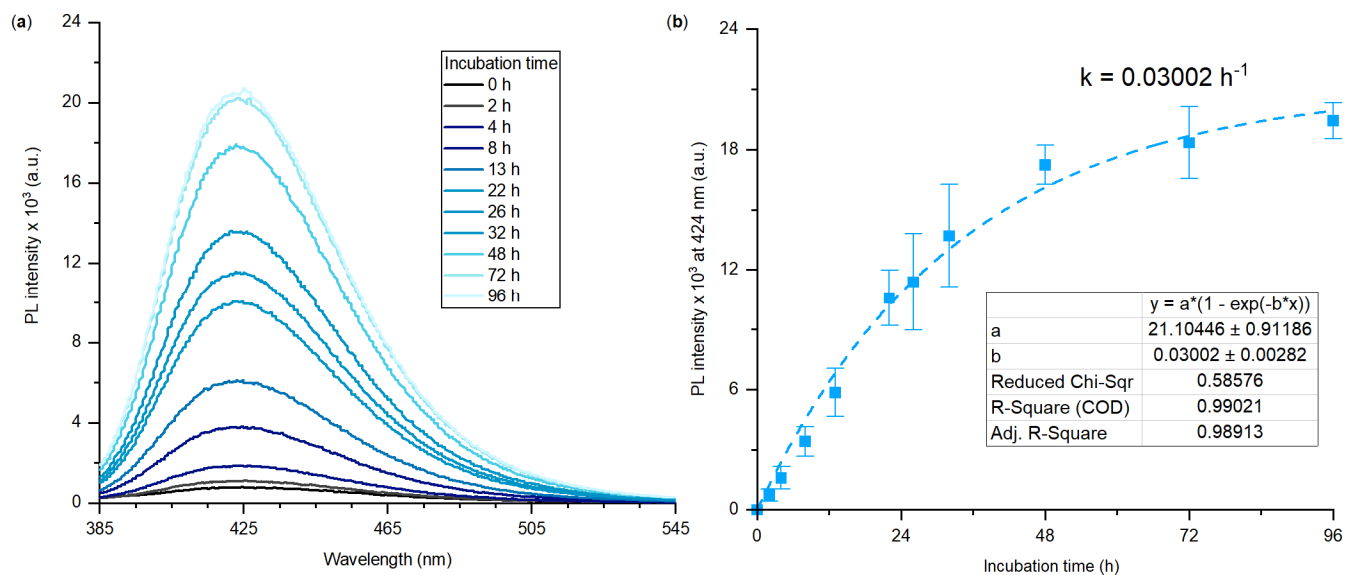 (a)
24
20
16
12
8
4
0
PL intensity x 10³ (a.u.)
385
425
465
505
545
Wavelength (nm)
Incubation time
0 h
2 h
4 h
8 h
13 h
22 h
26 h
32 h
48 h
72 h
96 h
(b)
24
18
12
6
0
PL intensity x 10³ at 424 nm (a.u.)
k = 0.03002 h⁻¹
y = a*(1 - exp(-b*x))
a 21.10446 ± 0.91186
b 0.03002 ± 0.00282
Reduced Chi-Sqr 0.58576
R-Square (COD) 0.99021
Adj. R-Square 0.98913
0
24
48
72
96
Incubation time (h)